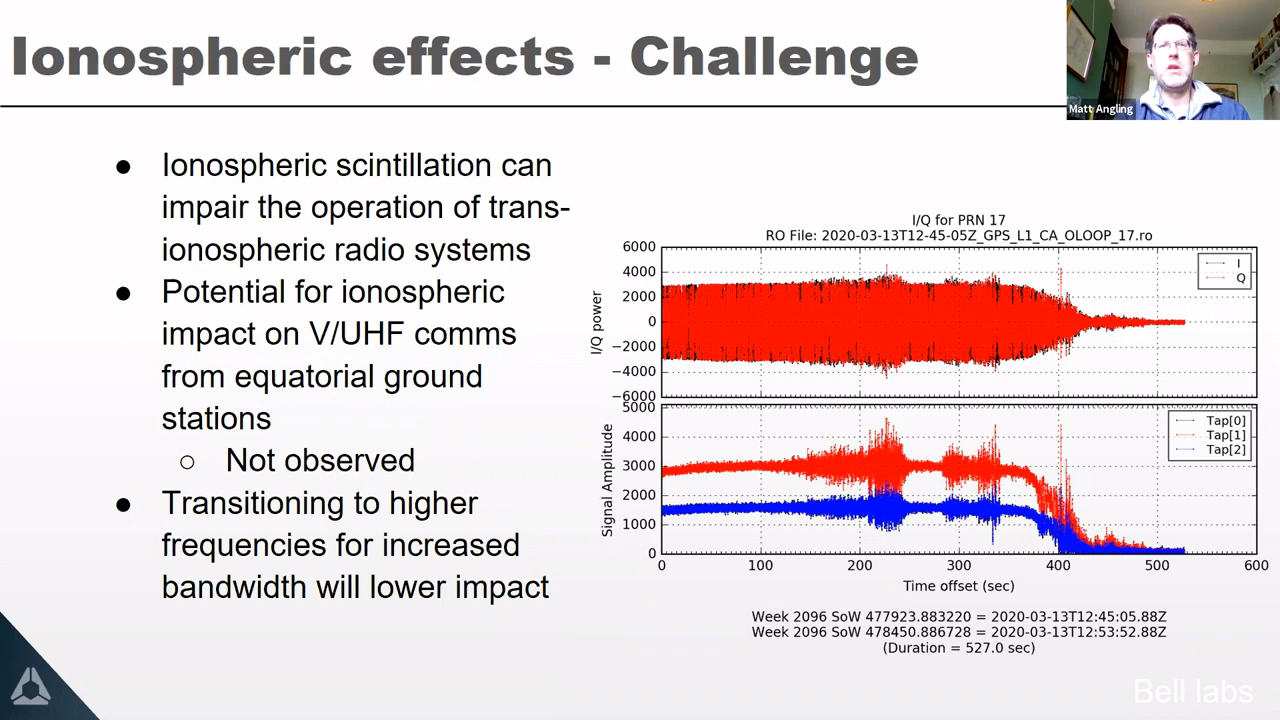 Ionospheric effects - Challenge
Matt Angling
● Ionospheric scintillation can
impair the operation of trans-
ionospheric radio systems
● Potential for ionospheric
impact on V/UHF comms
from equatorial ground
stations
○ Not observed
● Transitioning to higher
frequencies for increased
bandwidth will lower impact
I/Q for PRN 17
RO File: 2020-03-13T12-45-05Z_GPS_L1_CA_OLOOP_17.ro
I/Q power
6000
4000
2000
0
−2000
−4000
−6000
I
Q
Signal Amplitude
5000
4000
3000
2000
1000
0
Tap[0]
Tap[1]
Tap[2]
0 100 200 300 400 500 600
Time offset (sec)
Week 2096 SoW 477923.883220 = 2020-03-13T12:45:05.88Z
Week 2096 SoW 478450.886728 = 2020-03-13T12:53:52.88Z
(Duration = 527.0 sec)
Bell labs